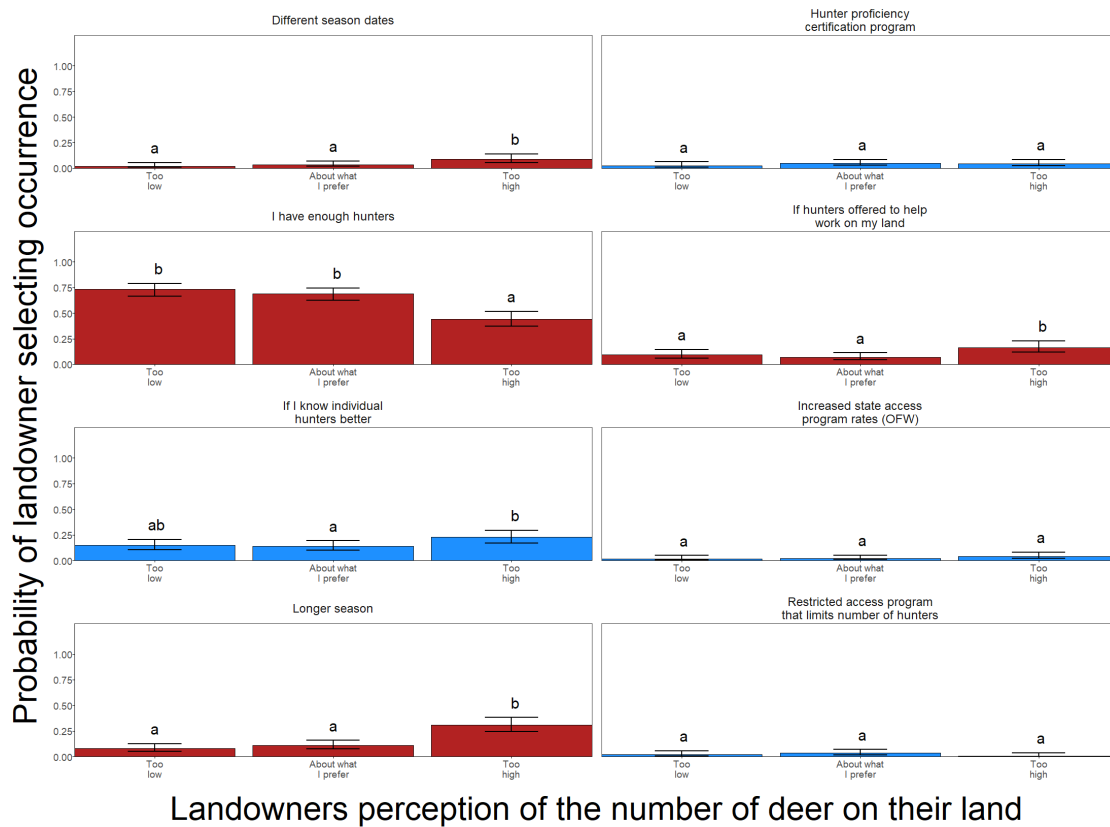 Different season dates
Hunter proficiency
certification program
1.00
0.75
0.50
0.25
0.00
a
a
b
a
a
a
Too
low
About what
I prefer
Too
high
Too
low
About what
I prefer
Too
high
I have enough hunters
If hunters offered to help
work on my land
1.00
0.75
0.50
0.25
0.00
b
b
a
a
a
b
Too
low
About what
I prefer
Too
high
Too
low
About what
I prefer
Too
high
If I know individual
hunters better
Increased state access
program rates (OFW)
1.00
0.75
0.50
0.25
0.00
ab
a
b
a
a
a
Too
low
About what
I prefer
Too
high
Too
low
About what
I prefer
Too
high
Longer season
Restricted access program
that limits number of hunters
1.00
0.75
0.50
0.25
0.00
a
a
b
a
a
a
Too
low
About what
I prefer
Too
high
Too
low
About what
I prefer
Too
high
Probability of landowner selecting occurrence
Landowners perception of the number of deer on their land